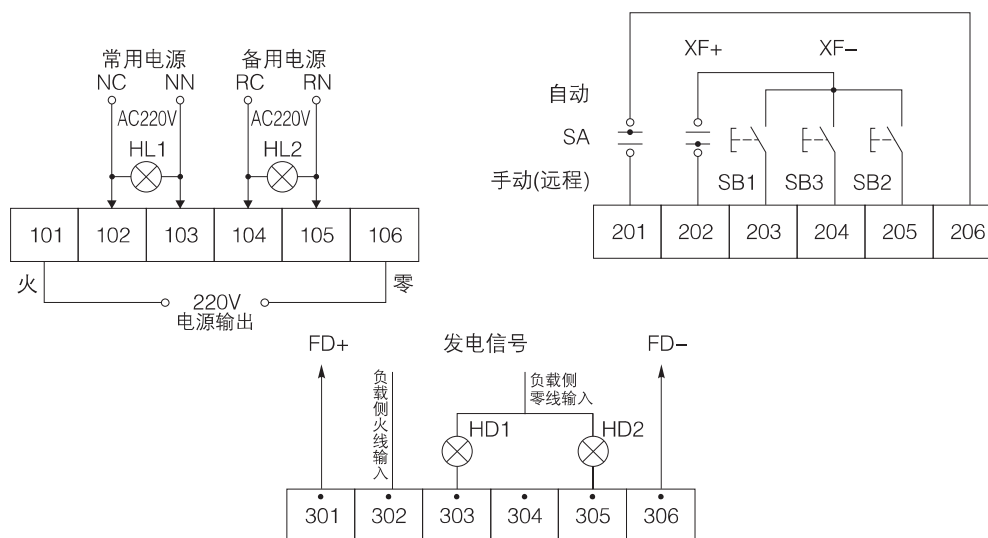 常用电源
NC NN
AC220V
HL1
备用电源
RC RN
AC220V
HL2
101 102 103 104 105 106
火
零
220V
电源输出
XF+ XF-
自动
SA
手动(远程)
SB1 SB3 SB2
201 202 203 204 205 206
FD+
发电信号
FD-
负载侧火线输入
负载侧
零线输入
HD1
HD2
301 302 303 304 305 306